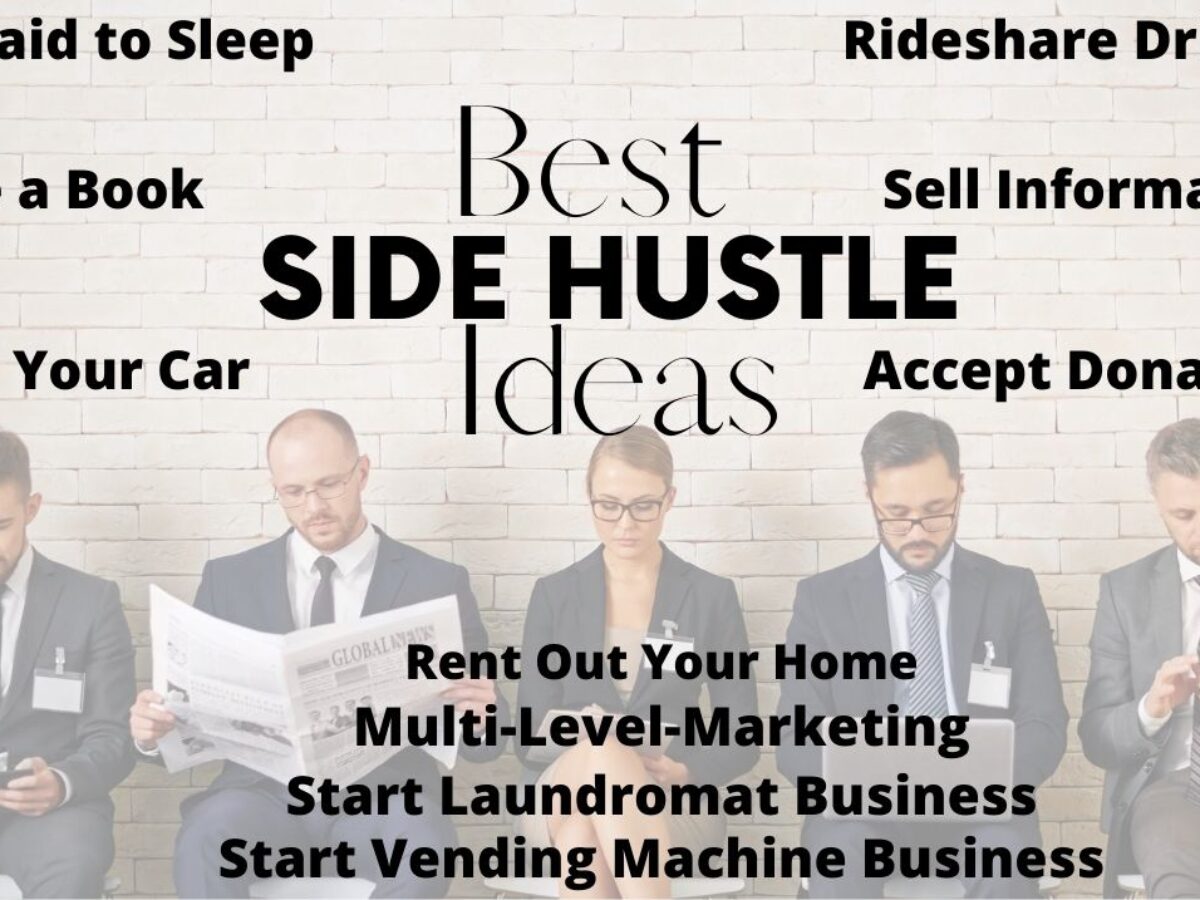 aid to Sleep
Rideshare Dr
Best
a Book
Sell Informa
SIDE HUSTLE
Ideas
Your Car
Accept Dona
GLOBAL
Rent Out Your Home
Multi-Level-Marketing
Start Laundromat Business
Start Vending Machine Business